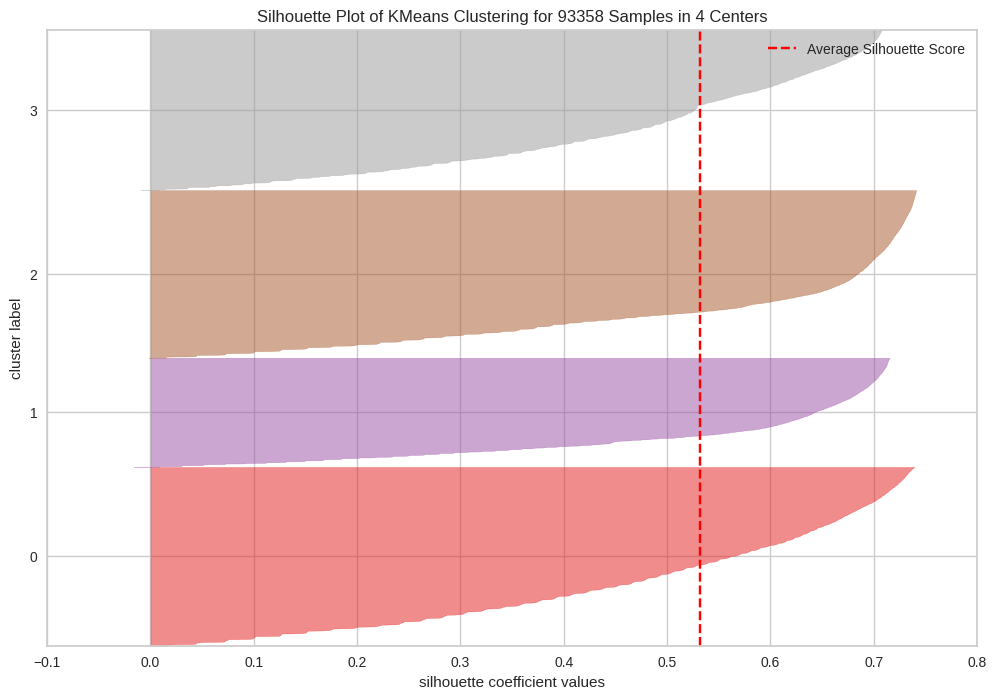 Silhouette Plot of KMeans Clustering for 93358 Samples in 4 Centers
Average Silhouette Score
cluster label
3
2
1
0
−0.1 0.0 0.1 0.2 0.3 0.4 0.5 0.6 0.7 0.8
silhouette coefficient values